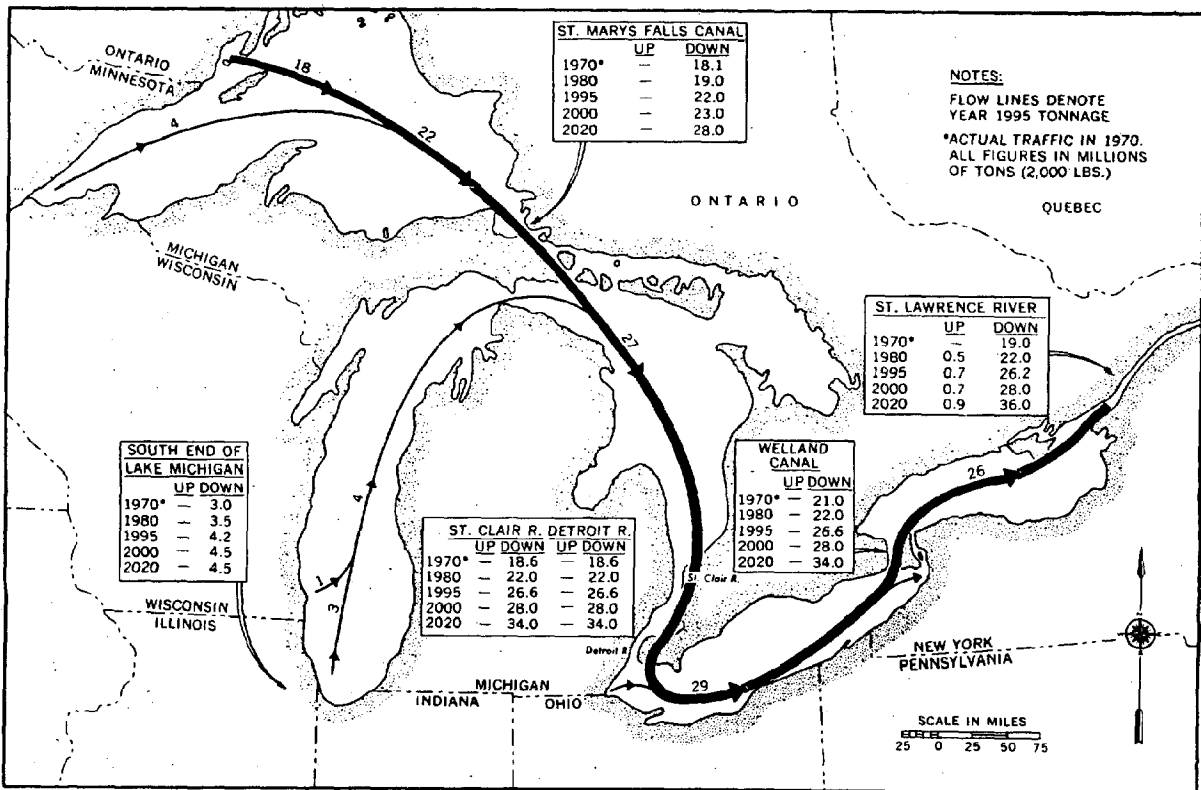 ST. MARYS FALLS CANAL
UP DOWN
1970* — 18.1
1980 — 19.0
1995 — 22.0
2000 — 23.0
2020 — 28.0
NOTES:
FLOW LINES DENOTE
YEAR 1995 TONNAGE
*ACTUAL TRAFFIC IN 1970.
ALL FIGURES IN MILLIONS
OF TONS (2,000 LBS.)
ONTARIO
MINNESOTA
18
4
22
ONTARIO
QUEBEC
MICHIGAN
WISCONSIN
27
ST. LAWRENCE RIVER
UP DOWN
1970* — 19.0
1980 0.5 22.0
1995 0.7 26.2
2000 0.7 28.0
2020 0.9 36.0
SOUTH END OF
LAKE MICHIGAN
UP DOWN
1970* — 3.0
1980 — 3.5
1995 — 4.2
2000 — 4.5
2020 — 4.5
4
1
3
ST. CLAIR R. DETROIT R.
UP DOWN UP DOWN
1970* — 18.6 — 18.6
1980 — 22.0 — 22.0
1995 — 26.6 — 26.6
2000 — 28.0 — 28.0
2020 — 34.0 — 34.0
WELLAND
CANAL
UP DOWN
1970* — 21.0
1980 — 22.0
1995 — 26.6
2000 — 28.0
2020 — 34.0
26
St. Clair R.
Detroit R.
WISCONSIN
ILLINOIS
INDIANA
MICHIGAN
OHIO
29
NEW YORK
PENNSYLVANIA
SCALE IN MILES
25 0 25 50 75